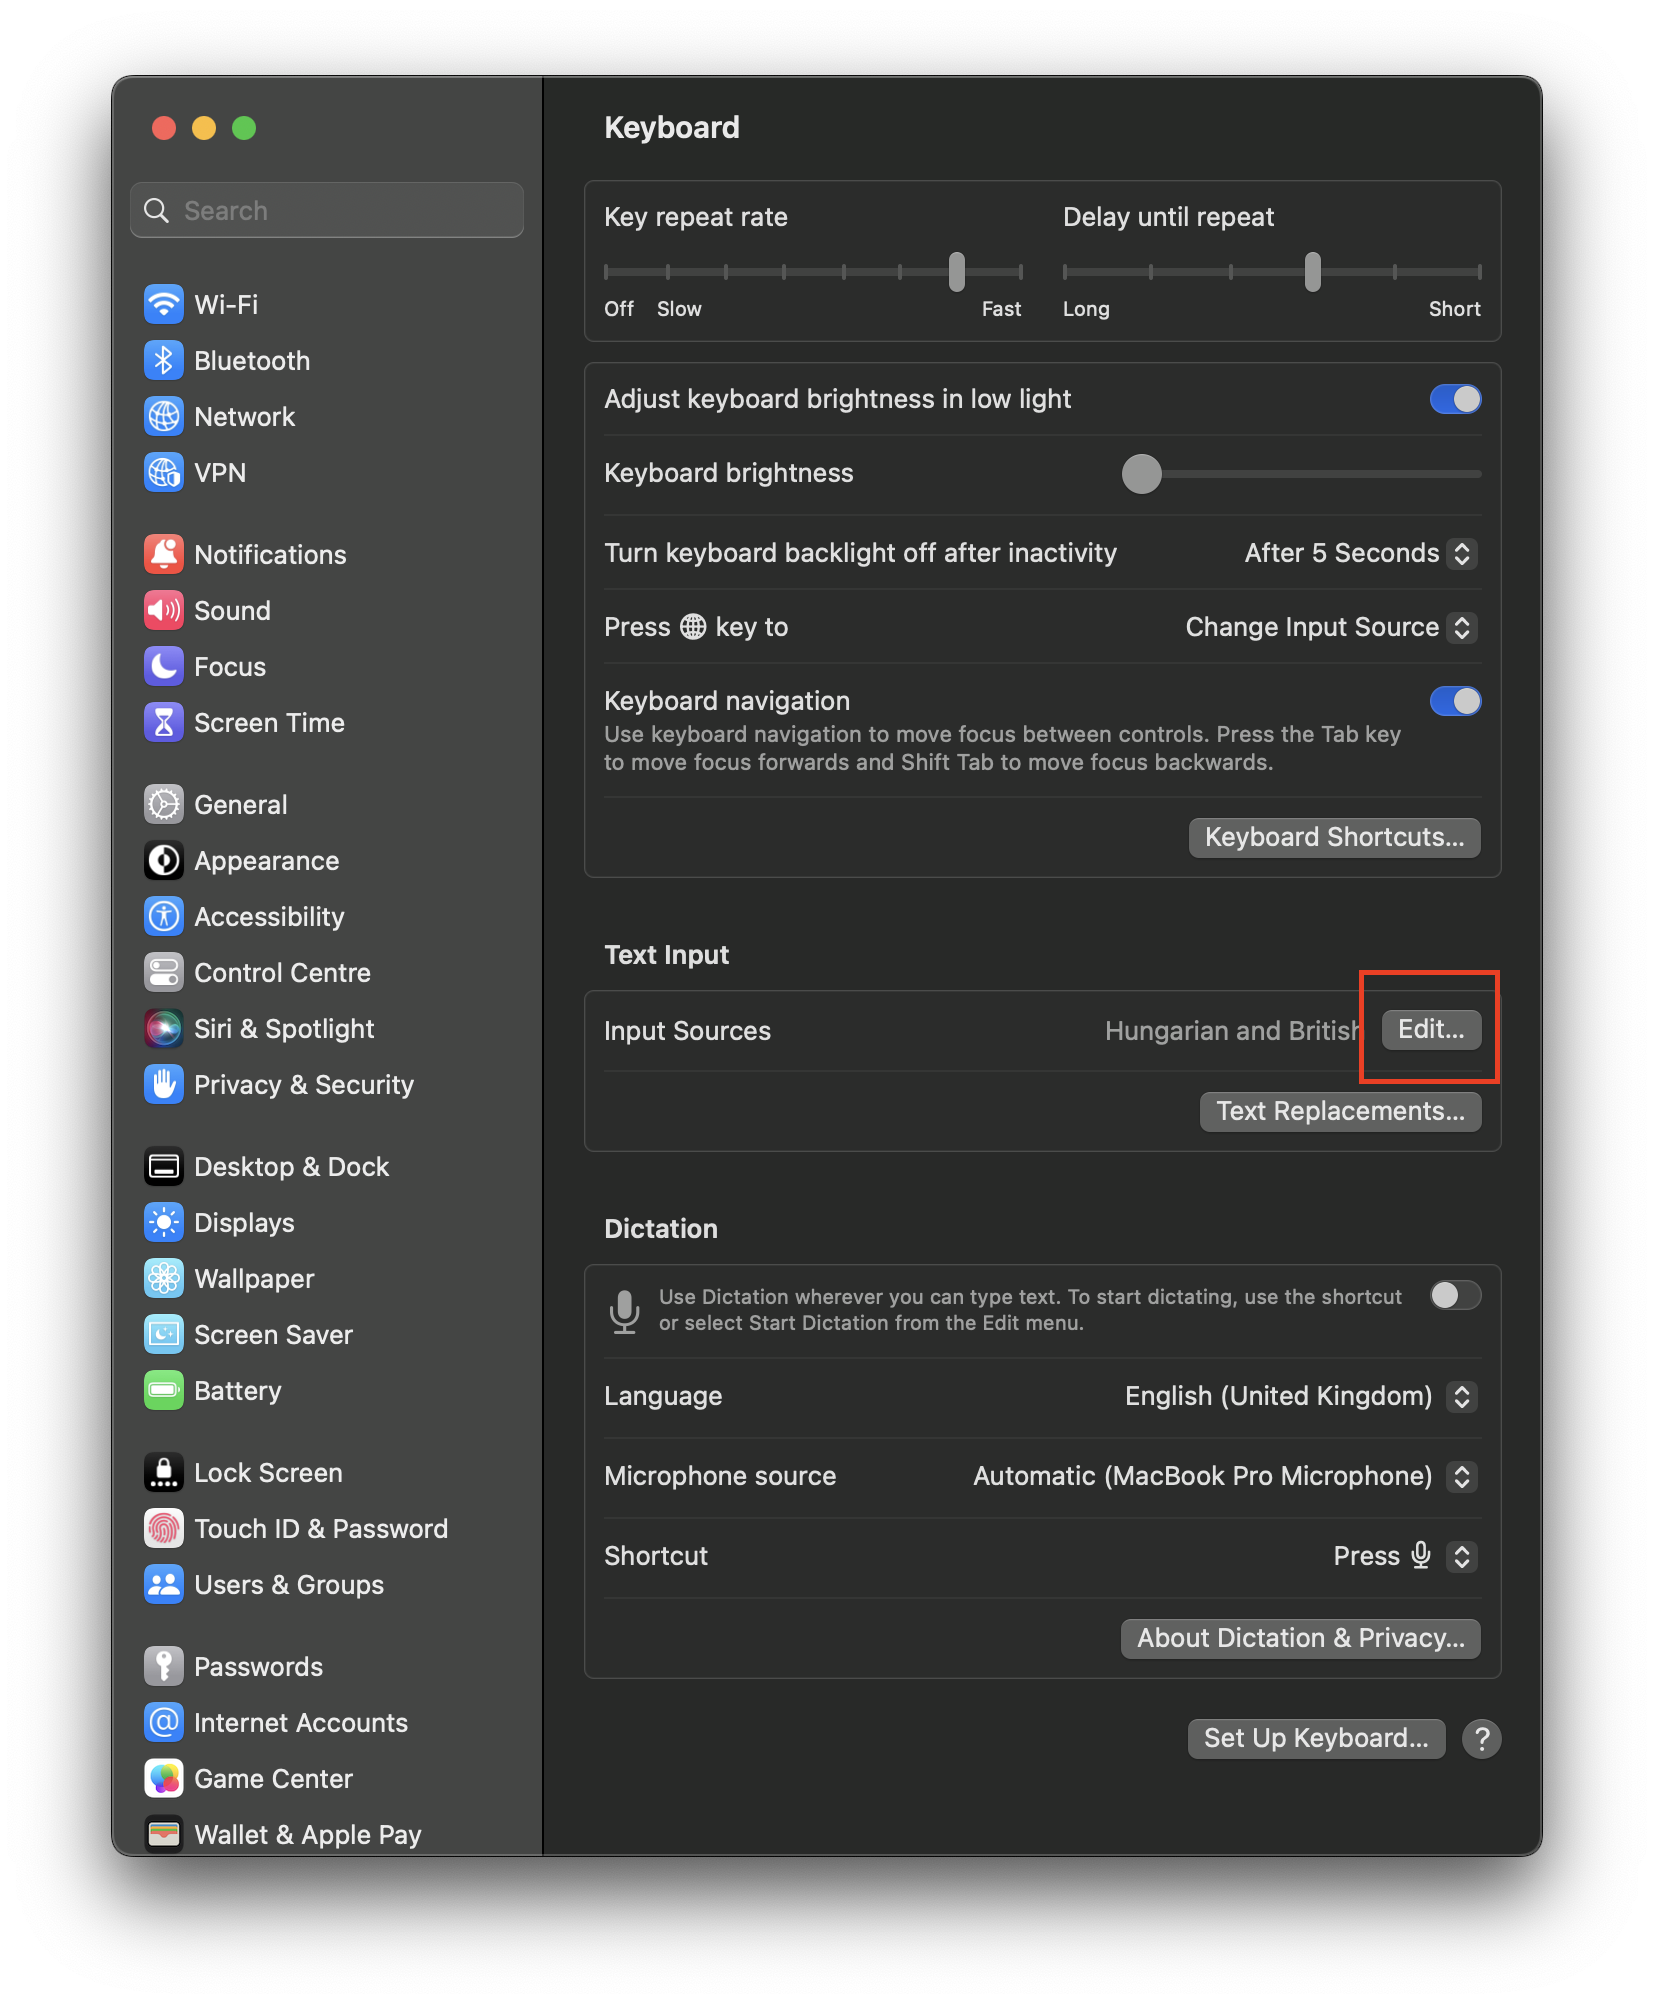 Search
Wi-Fi
Bluetooth
Network
VPN
Notifications
Sound
Focus
Screen Time
General
Appearance
Accessibility
Control Centre
Siri & Spotlight
Privacy & Security
Desktop & Dock
Displays
Wallpaper
Screen Saver
Battery
Lock Screen
Touch ID & Password
Users & Groups
Passwords
Internet Accounts
Game Center
Wallet & Apple Pay
Keyboard
Key repeat rate
Off Slow Fast
Delay until repeat
Long Short
Adjust keyboard brightness in low light
Keyboard brightness
Turn keyboard backlight off after inactivity After 5 Seconds
Press key to Change Input Source
Keyboard navigation
Use keyboard navigation to move focus between controls. Press the Tab key
to move focus forwards and Shift Tab to move focus backwards.
Keyboard Shortcuts...
Text Input
Input Sources Hungarian and British Edit...
Text Replacements...
Dictation
Use Dictation wherever you can type text. To start dictating, use the shortcut
or select Start Dictation from the Edit menu.
Language English (United Kingdom)
Microphone source Automatic (MacBook Pro Microphone)
Shortcut Press
About Dictation & Privacy...
Set Up Keyboard... ?